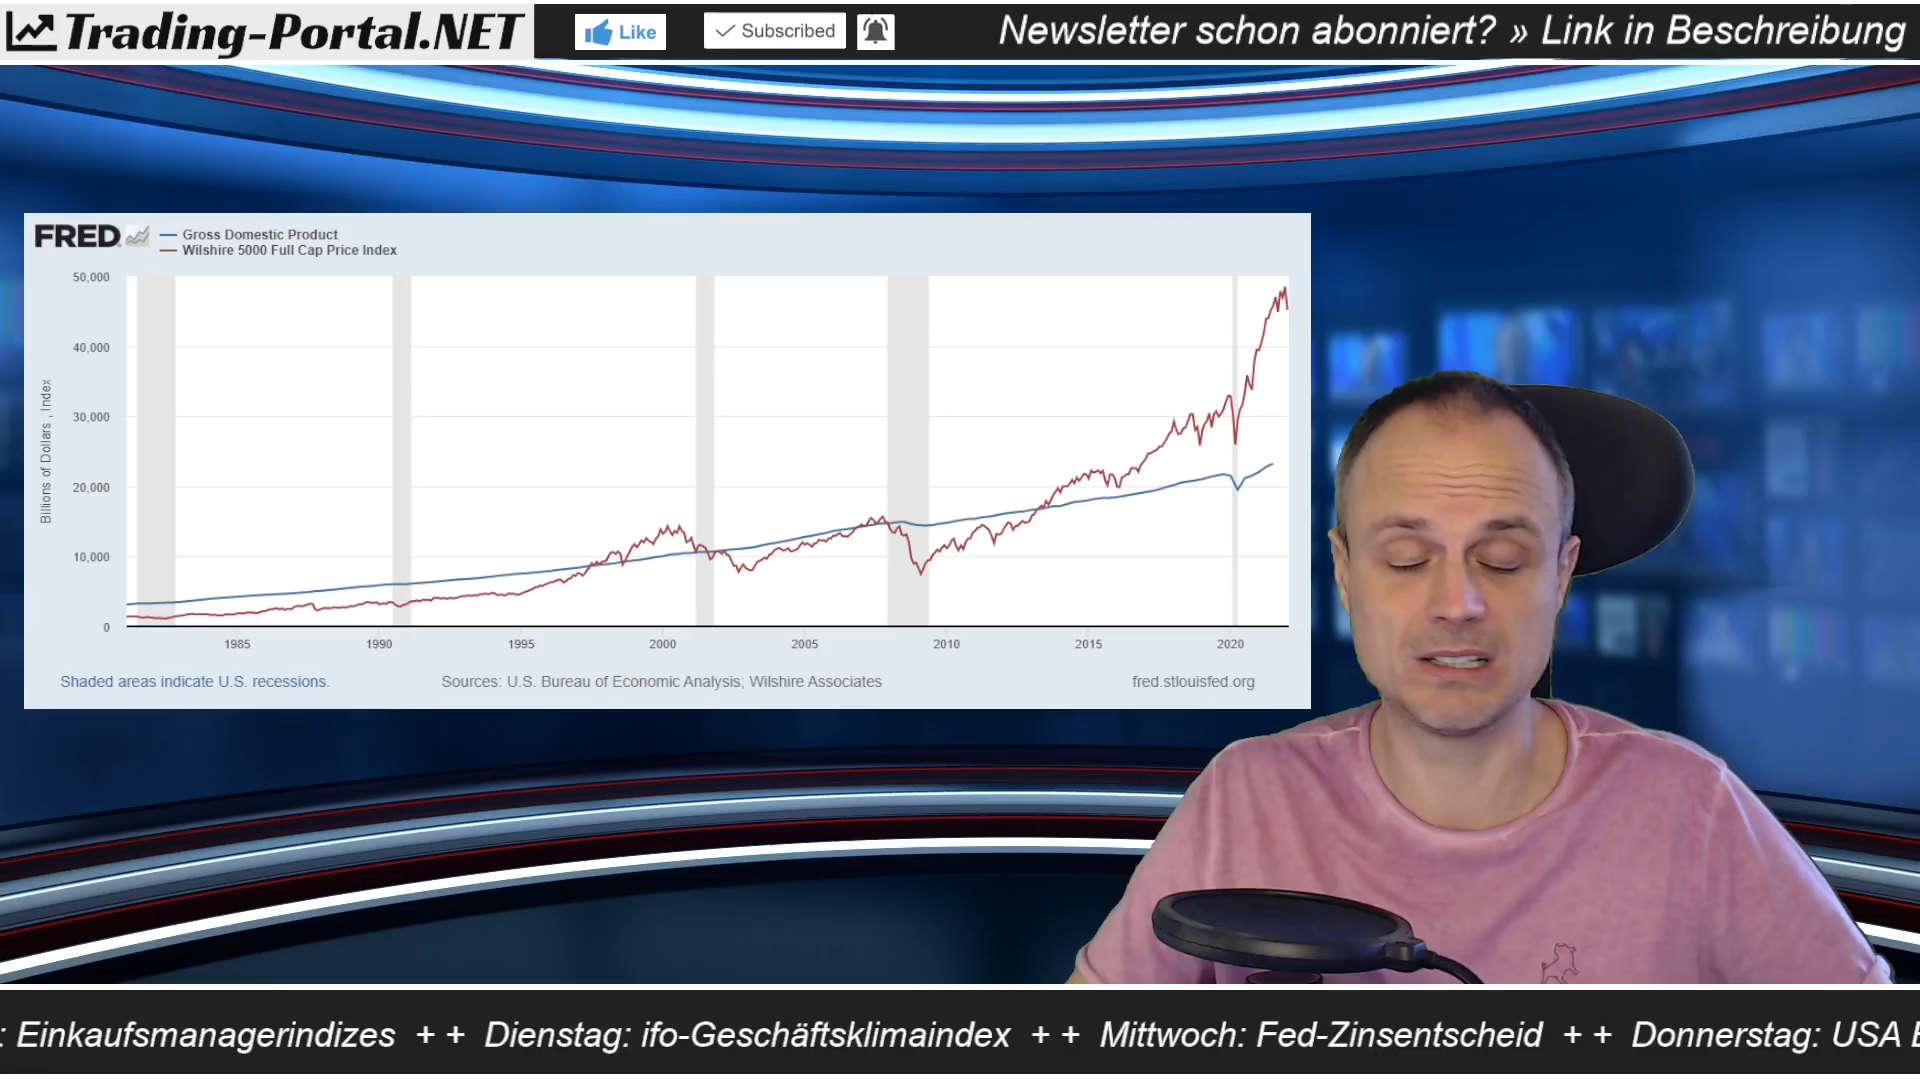 Trading-Portal.NET
Like
Subscribed
Newsletter schon abonniert? » Link in Beschreibung
FRED
Gross Domestic Product
Wilshire 5000 Full Cap Price Index
50,000
40,000
30,000
20,000
10,000
0
Billions of Dollars , Index
1985 1990 1995 2000 2005 2010 2015 2020
Shaded areas indicate U.S. recessions. Sources: U.S. Bureau of Economic Analysis; Wilshire Associates fred.stlouisfed.org
: Einkaufsmanagerindizes + + Dienstag: ifo-Geschäftsklimaindex + + Mittwoch: Fed-Zinsentscheid + + Donnerstag: USA